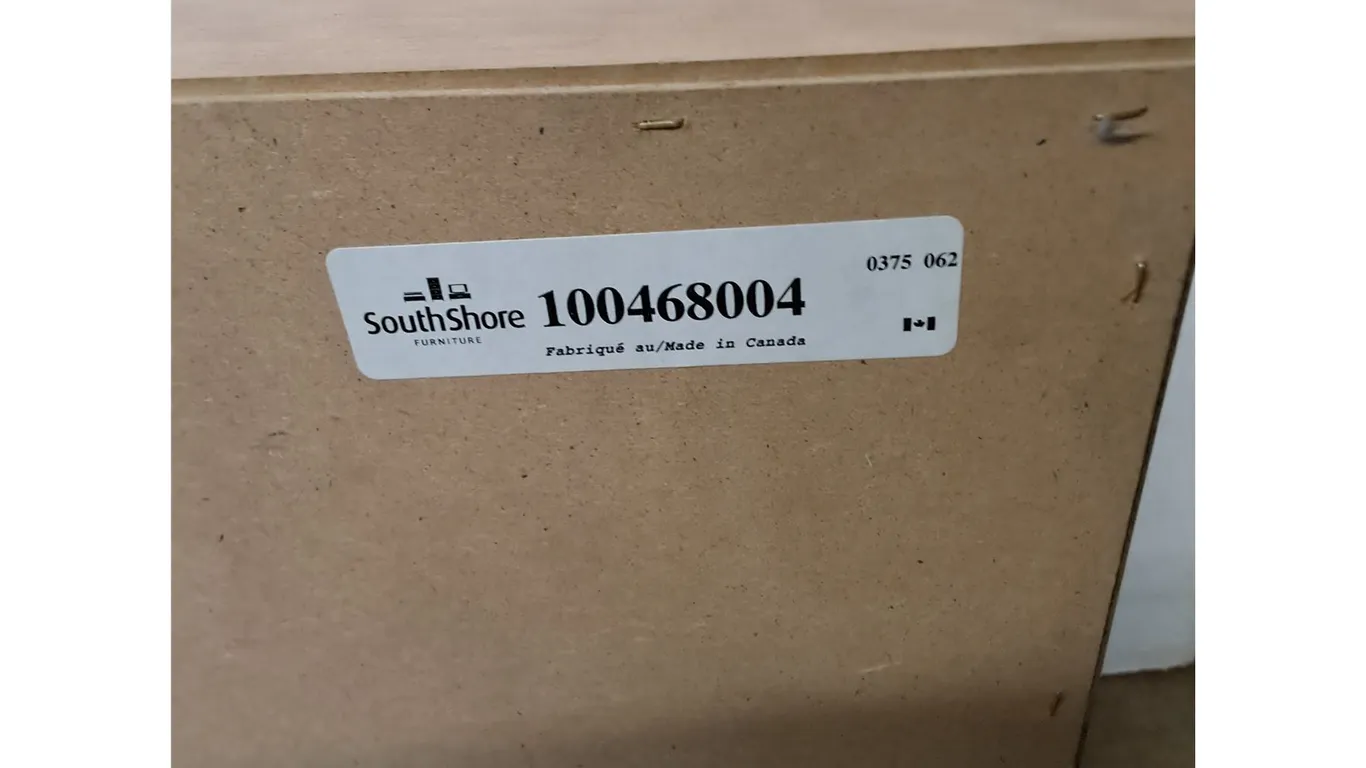 0375 062
SouthShore 100468004
FURNITURE
Fabriqué au/Made in Canada